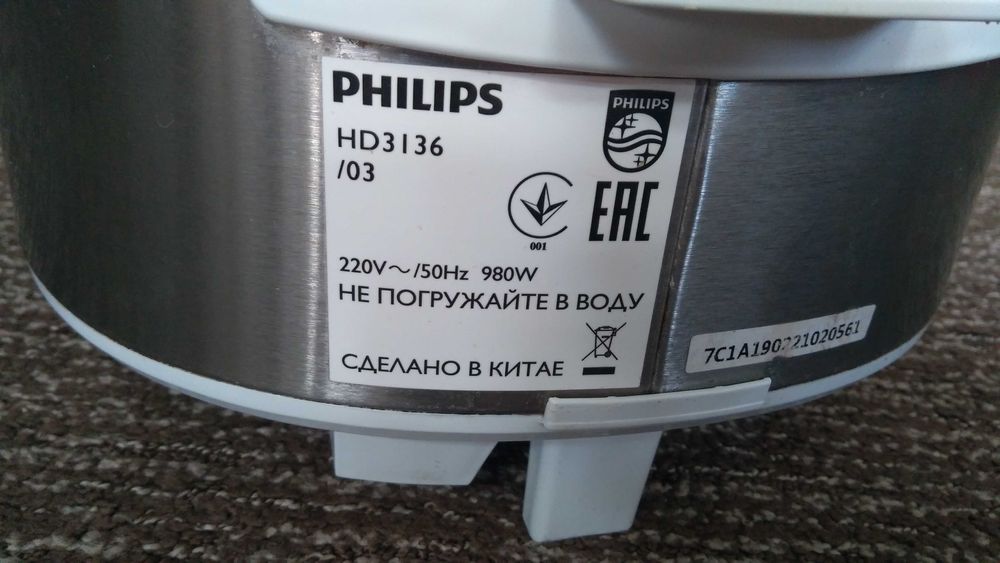 PHILIPS
PHILIPS
HD3136
/03
001
EAC
220V~/50Hz 980W
НЕ ПОГРУЖАЙТЕ В ВОДУ
СДЕЛАНО В КИТАЕ